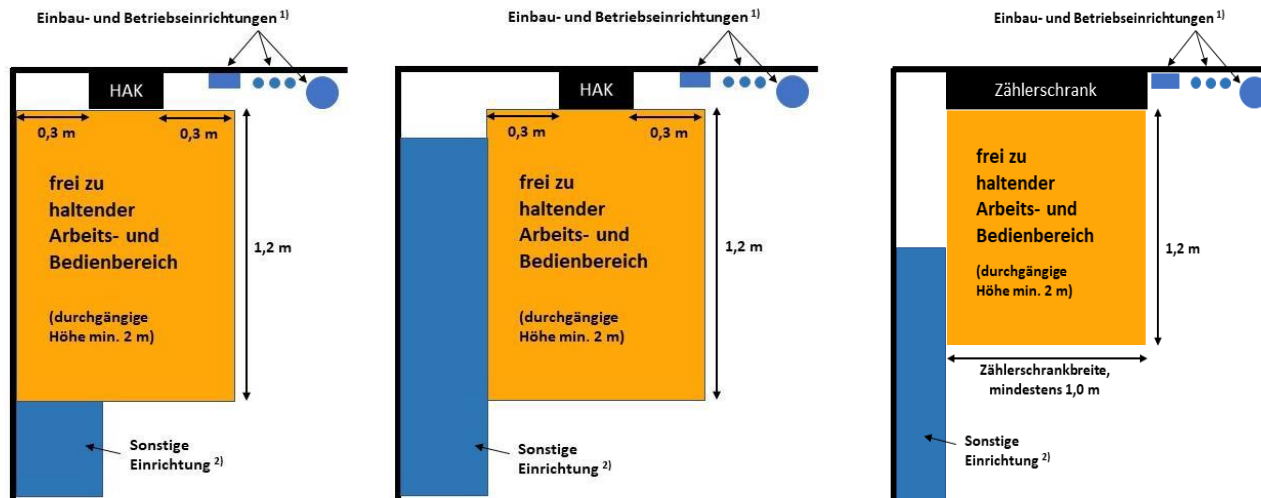 Einbau- und Betriebseinrichtungen 1)
HAK
0,3 m
0,3 m
frei zu
haltender
Arbeits- und
Bedienbereich
(durchgängige
Höhe min. 2 m)
1,2 m
Sonstige
Einrichtung 2)
Einbau- und Betriebseinrichtungen 1)
HAK
0,3 m
0,3 m
frei zu
haltender
Arbeits- und
Bedienbereich
(durchgängige
Höhe min. 2 m)
1,2 m
Sonstige
Einrichtung 2)
Einbau- und Betriebseinrichtungen 1)
Zählerschrank
frei zu
haltender
Arbeits- und
Bedienbereich
(durchgängige
Höhe min. 2 m)
1,2 m
Zählerschrankbreite,
mindestens 1,0 m
Sonstige
Einrichtung 2)